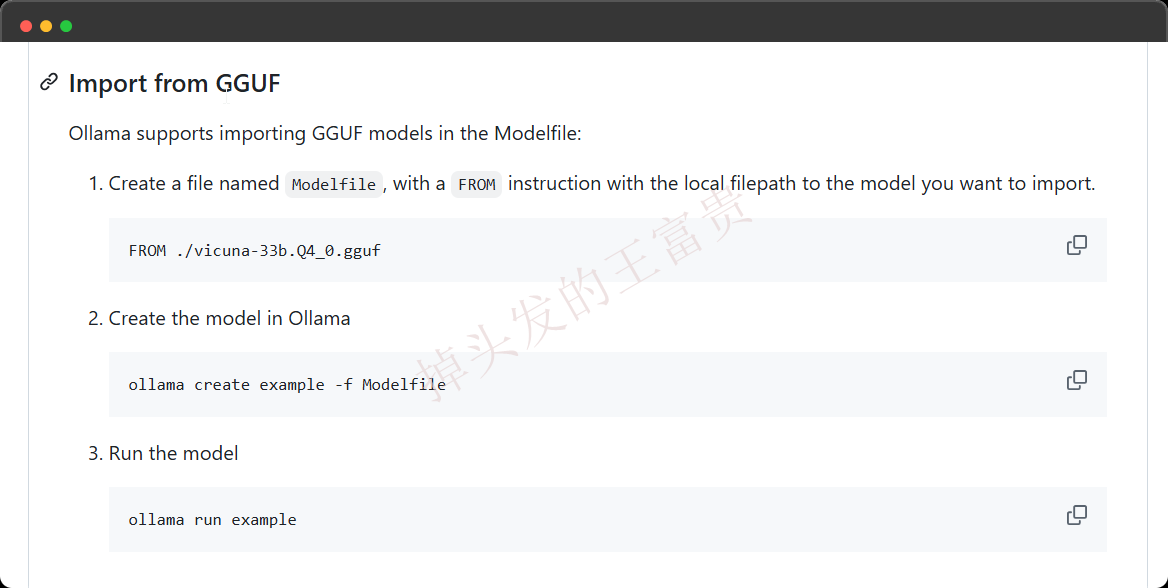 Import from GGUF
Ollama supports importing GGUF models in the Modelfile:
1. Create a file named Modelfile, with a FROM instruction with the local filepath to the model you want to import.
FROM ./vicuna-33b.Q4_0.gguf
2. Create the model in Ollama
ollama create example -f Modelfile
3. Run the model
ollama run example
掉头发的王富贵